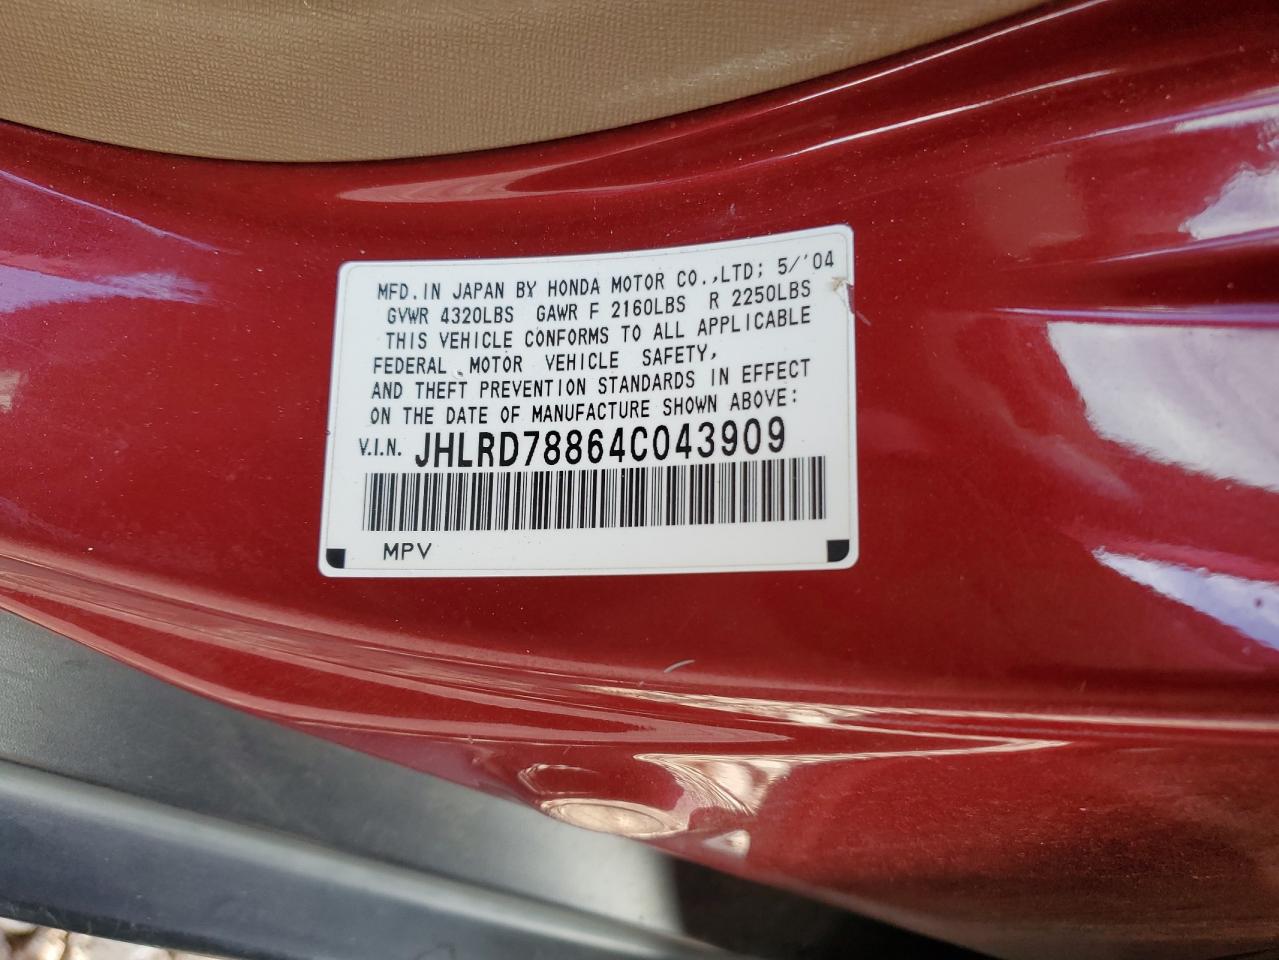 MFD.IN JAPAN BY HONDA MOTOR CO.,LTD; 5/'04
GVWR 4320LBS GAWR F 2160LBS R 2250LBS
THIS VEHICLE CONFORMS TO ALL APPLICABLE
FEDERAL MOTOR VEHICLE SAFETY,
AND THEFT PREVENTION STANDARDS IN EFFECT
ON THE DATE OF MANUFACTURE SHOWN ABOVE:
V.I.N. JHLRD78864C043909
MPV